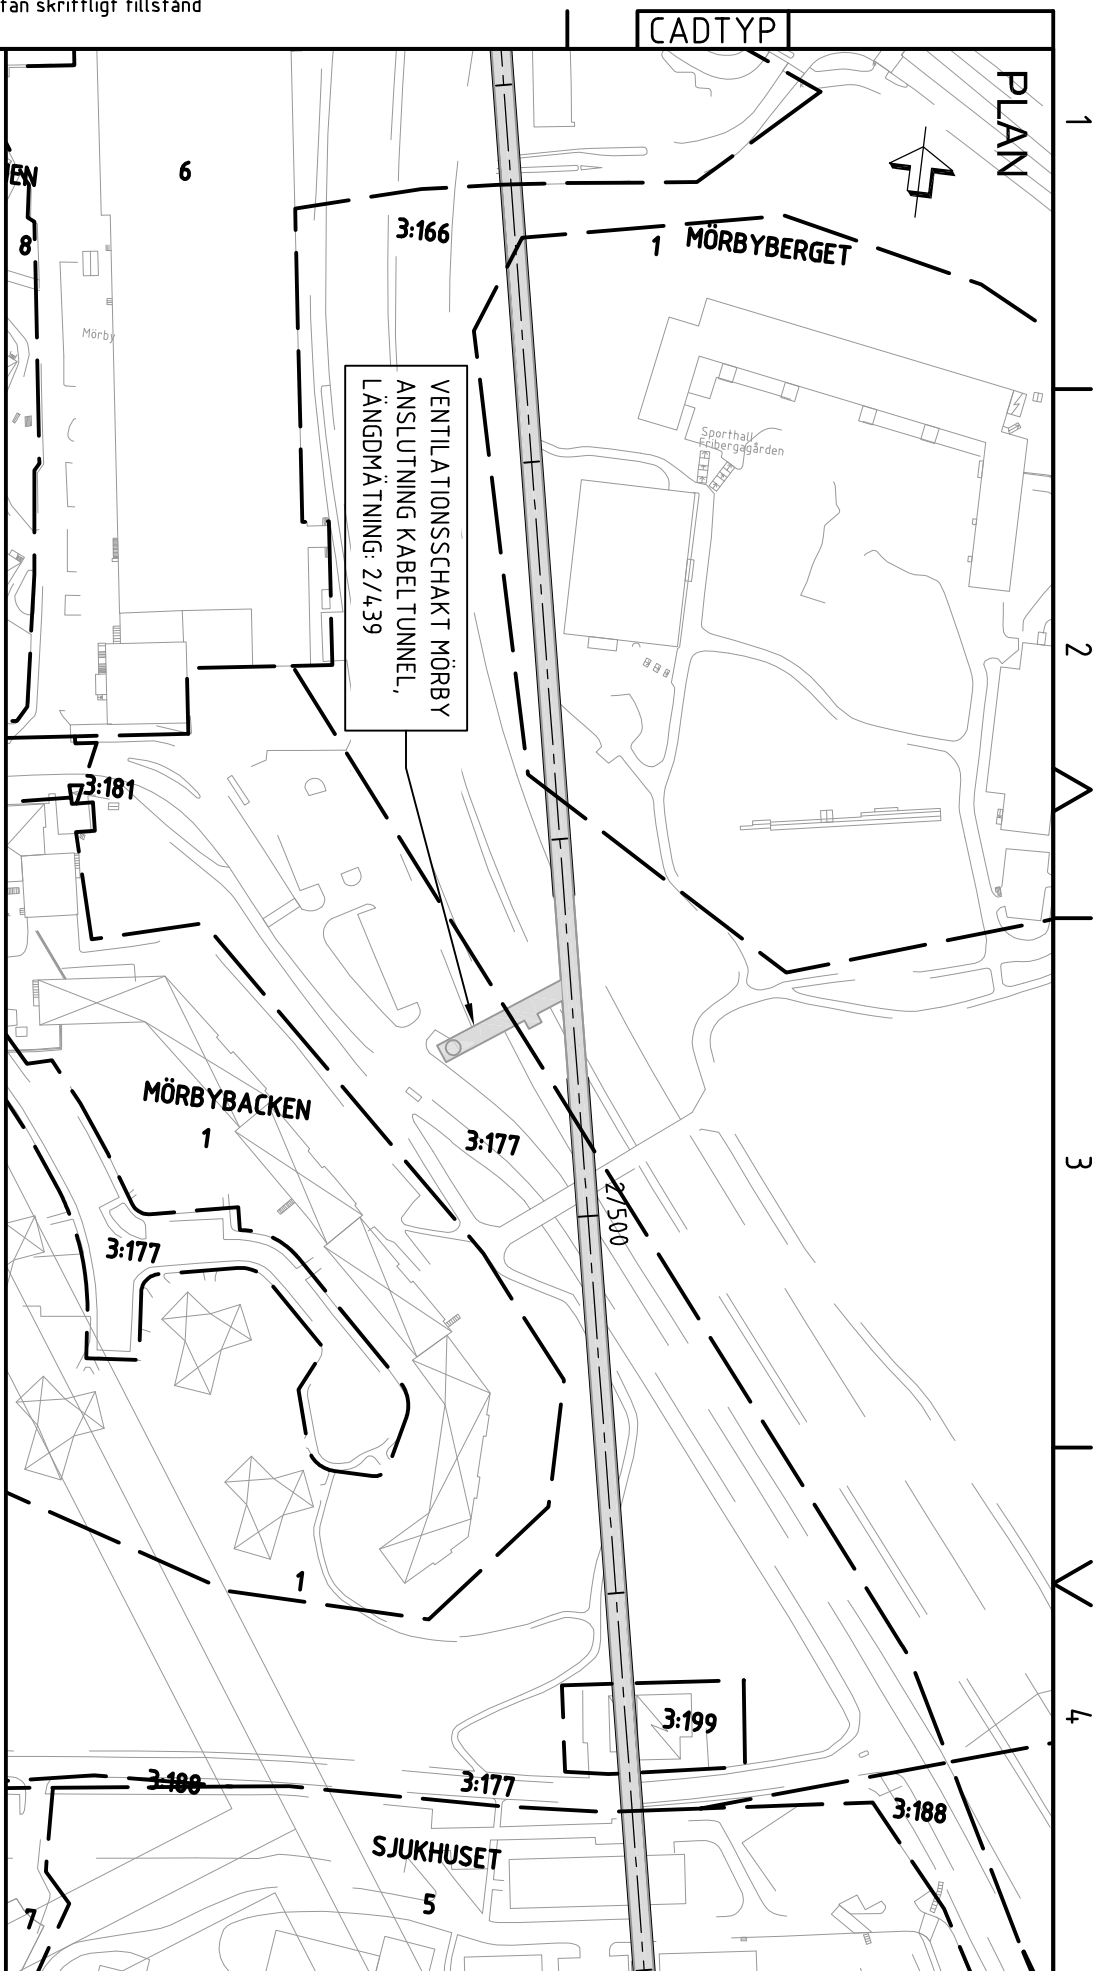 tan skriftligt tillstånd
CADTYP
PLAN
1
EN
6
8
3:166
1
MÖRBYBERGET
Mörby
Sporthall
Fribergagården
VENTILATIONSSCHAKT MÖRBY
ANSLUTNING KABELTUNNEL,
LÄNGDMÄTNING: 2/439
2
3:181
MÖRBYBACKEN
1
3:177
3
2/500
3:177
1
3:199
4
3:188
3:177
3:188
SJUKHUSET
5
7